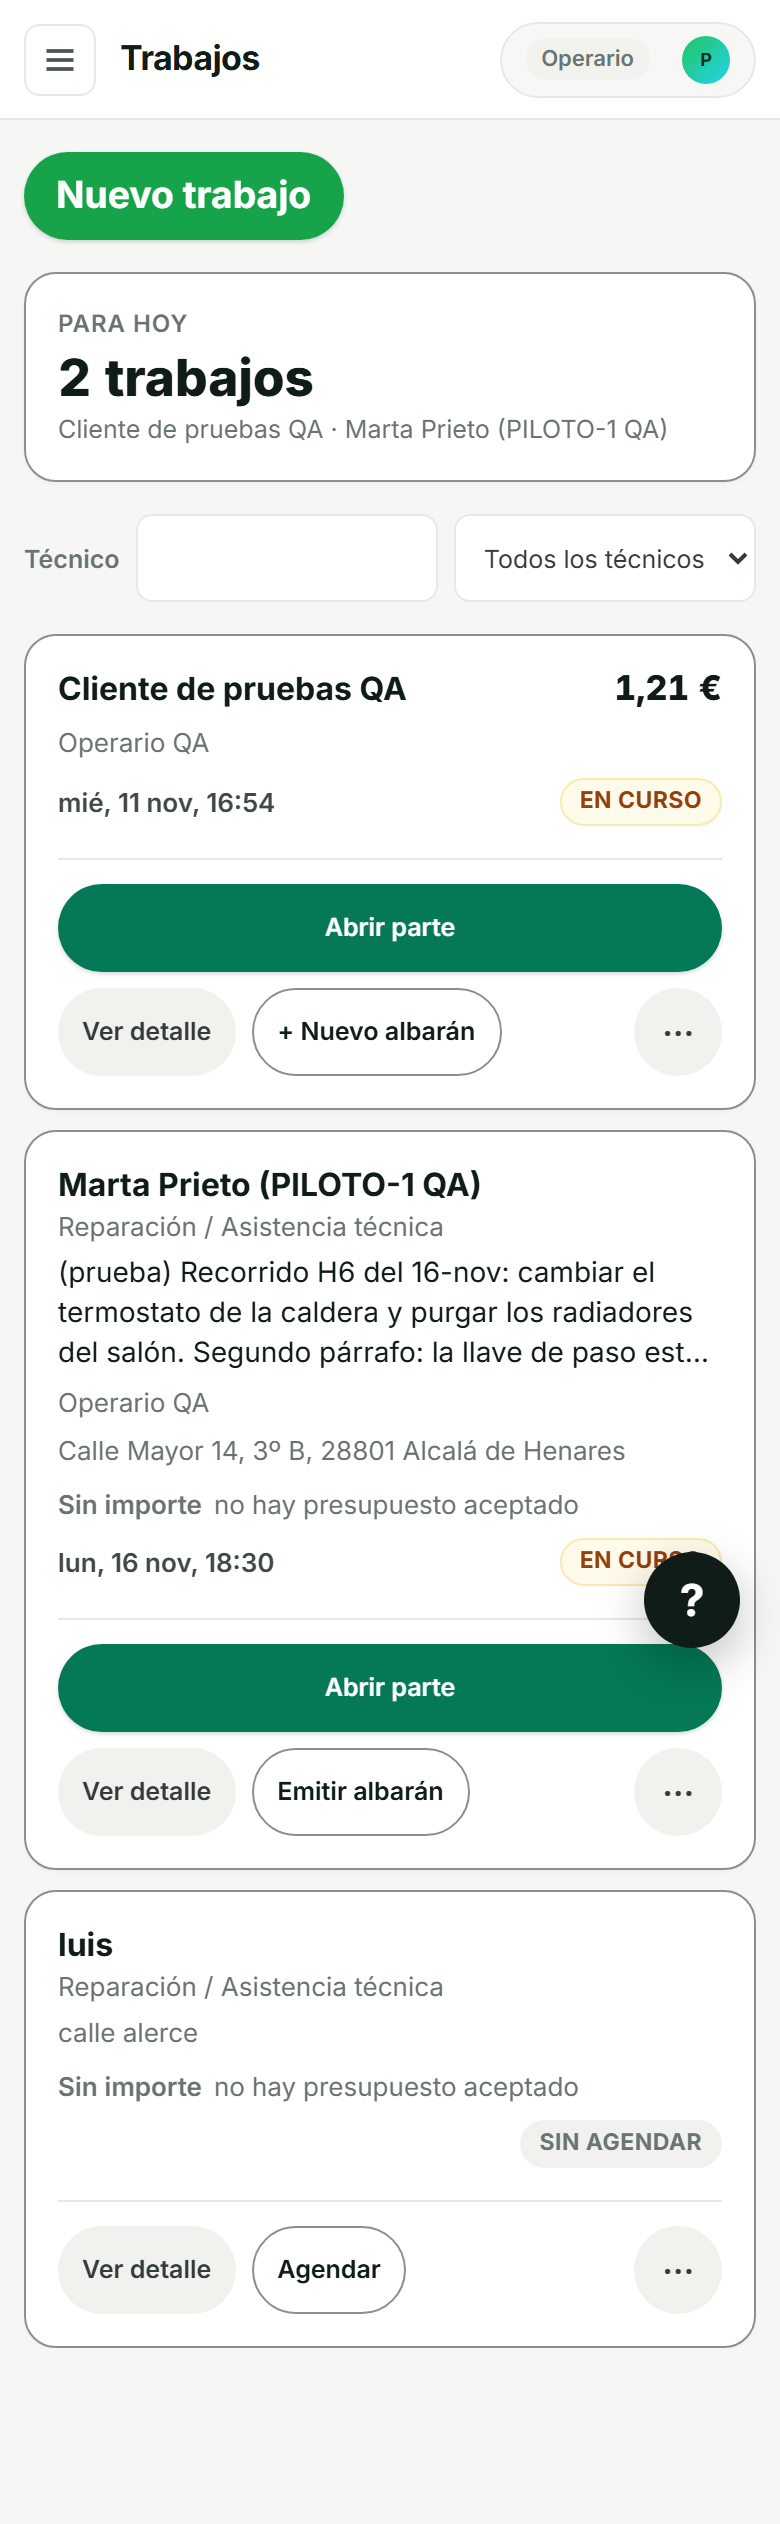 Trabajos
Operario
P
Nuevo trabajo
PARA HOY
2 trabajos
Cliente de pruebas QA · Marta Prieto (PILOTO-1 QA)
Técnico
Todos los técnicos
Cliente de pruebas QA
1,21 €
Operario QA
mié, 11 nov, 16:54
EN CURSO
Abrir parte
Ver detalle
+ Nuevo albarán
...
Marta Prieto (PILOTO-1 QA)
Reparación / Asistencia técnica
(prueba) Recorrido H6 del 16-nov: cambiar el
termostato de la caldera y purgar los radiadores
del salón. Segundo párrafo: la llave de paso est...
Operario QA
Calle Mayor 14, 3º B, 28801 Alcalá de Henares
Sin importe no hay presupuesto aceptado
lun, 16 nov, 18:30
EN CURSO
?
Abrir parte
Ver detalle
Emitir albarán
...
luis
Reparación / Asistencia técnica
calle alerce
Sin importe no hay presupuesto aceptado
SIN AGENDAR
Ver detalle
Agendar
...